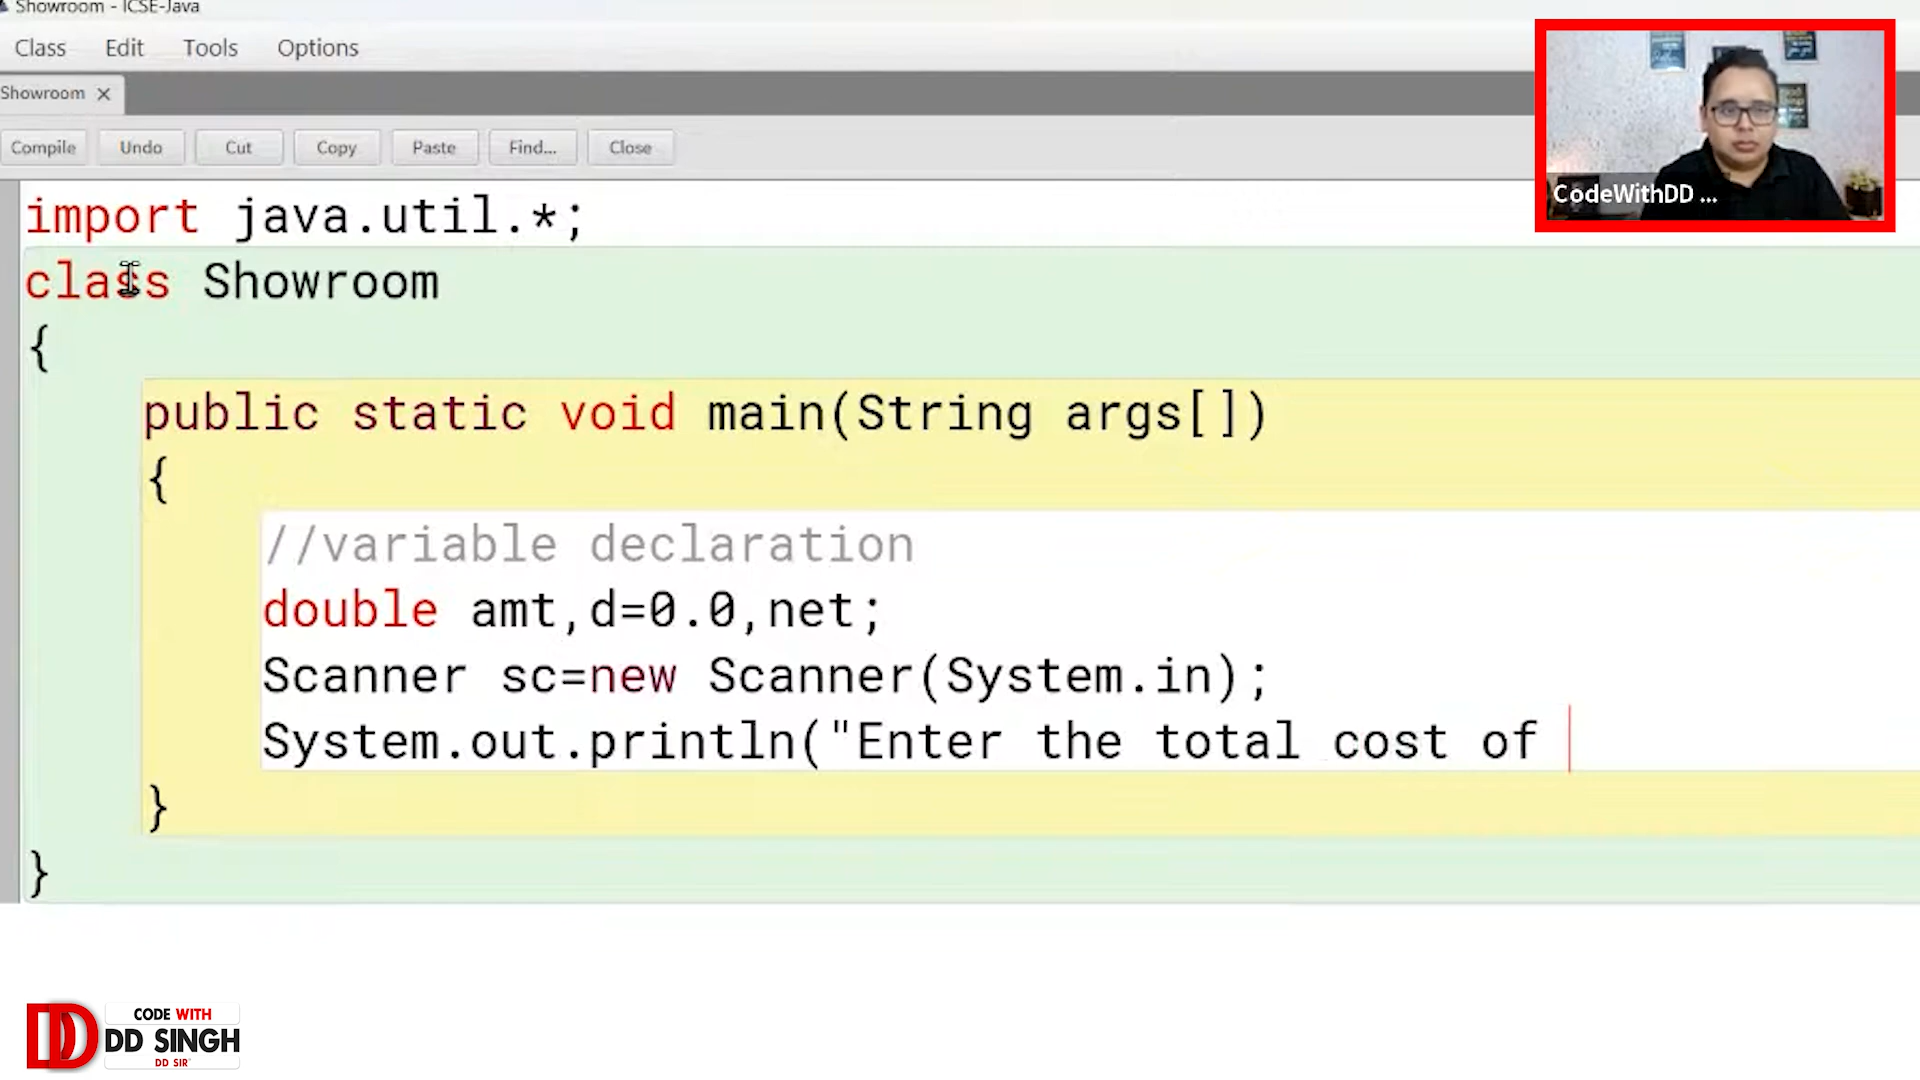 Showroom - ICSE-Java
Class Edit Tools Options
Showroom
Compile Undo Cut Copy Paste Find... Close
CodeWithDD ...
import java.util.*;
class Showroom
{
public static void main(String args[])
{
//variable declaration
double amt,d=0.0,net;
Scanner sc=new Scanner(System.in);
System.out.println("Enter the total cost of
}
}
DD
CODE WITH
DD SINGH
DD SIR